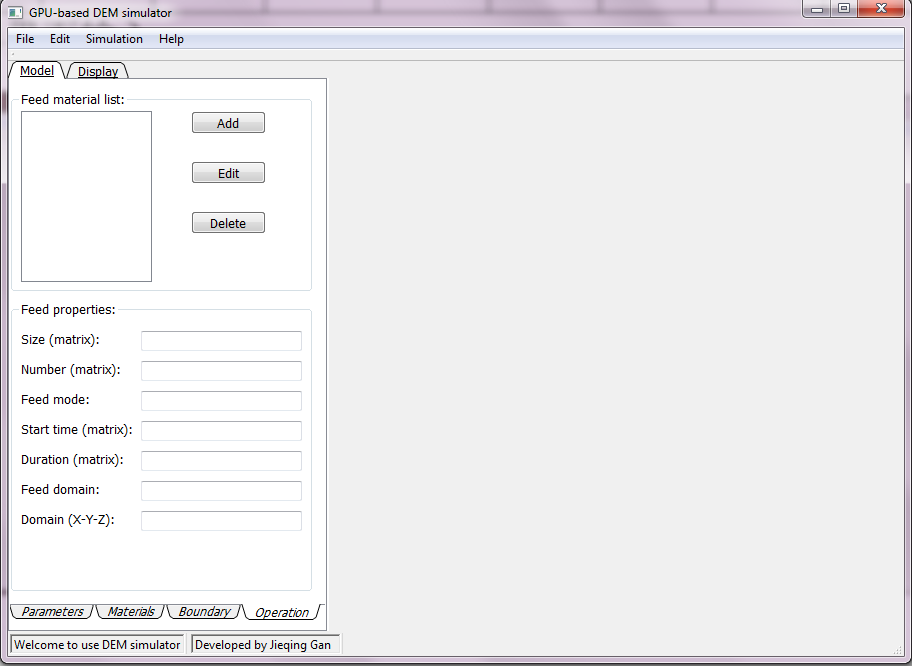 GPU-based DEM simulator
File Edit Simulation Help
Model Display
Feed material list:
Add
Edit
Delete
Feed properties:
Size (matrix):
Number (matrix):
Feed mode:
Start time (matrix):
Duration (matrix):
Feed domain:
Domain (X-Y-Z):
Parameters Materials Boundary Operation
Welcome to use DEM simulator Developed by Jieqing Gan